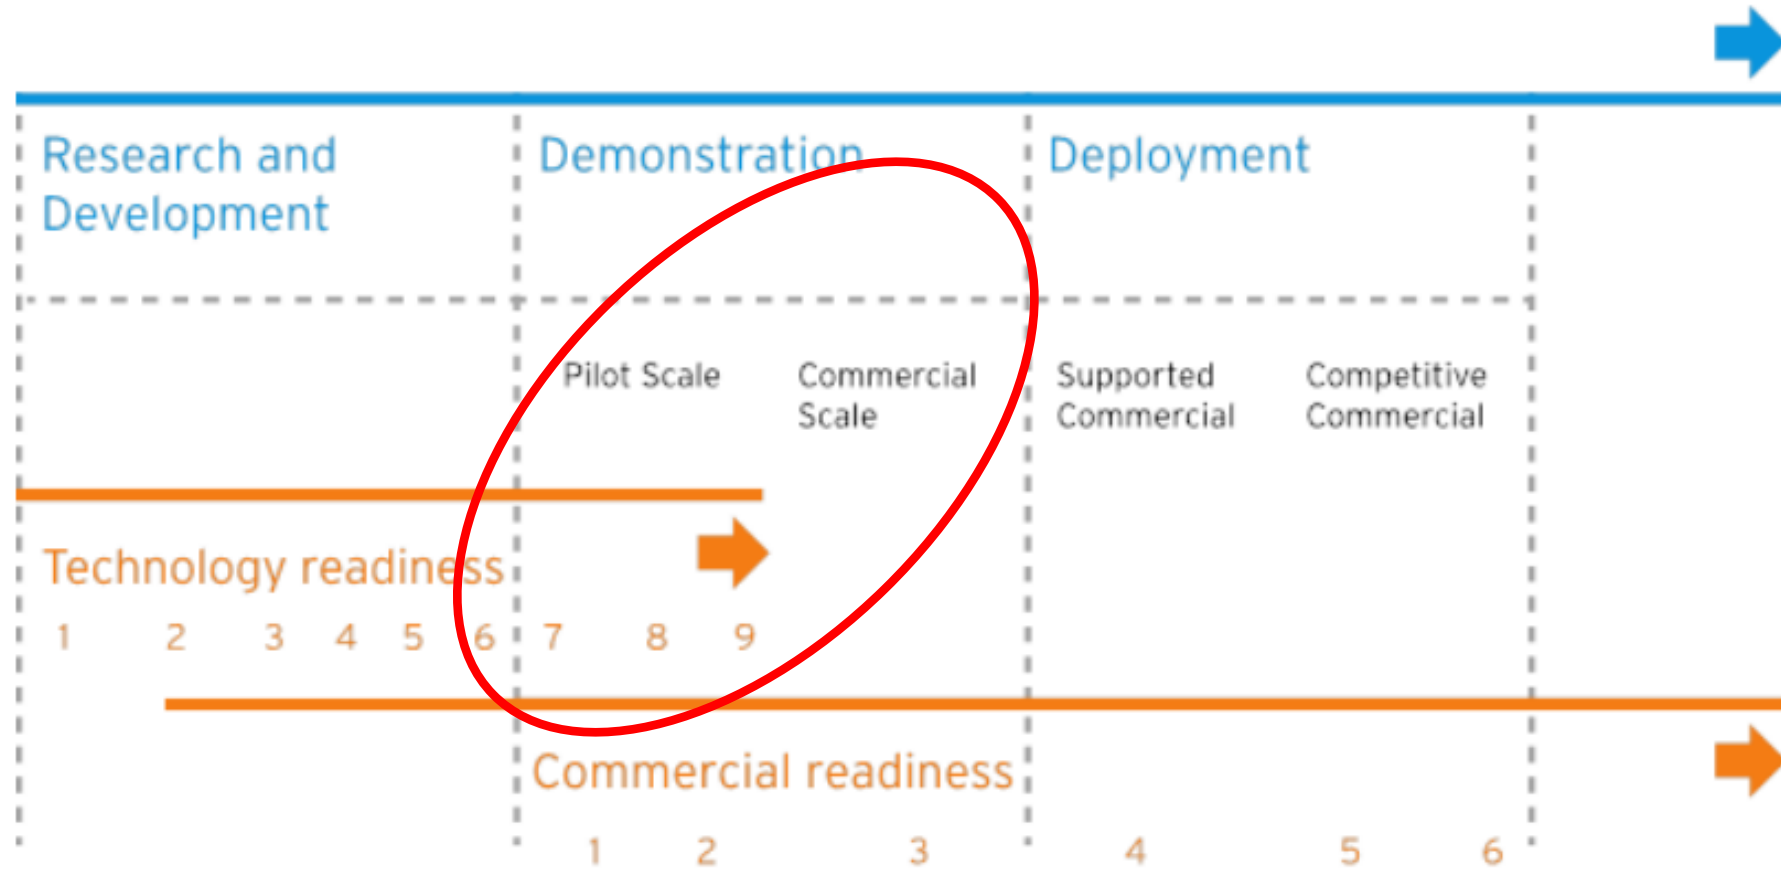 Research and
Development
Demonstration
Deployment
Pilot Scale
Commercial
Scale
Supported
Commercial
Competitive
Commercial
Technology readiness
1 2 3 4 5 6 7 8 9
Commercial readiness
1 2 3 4 5 6